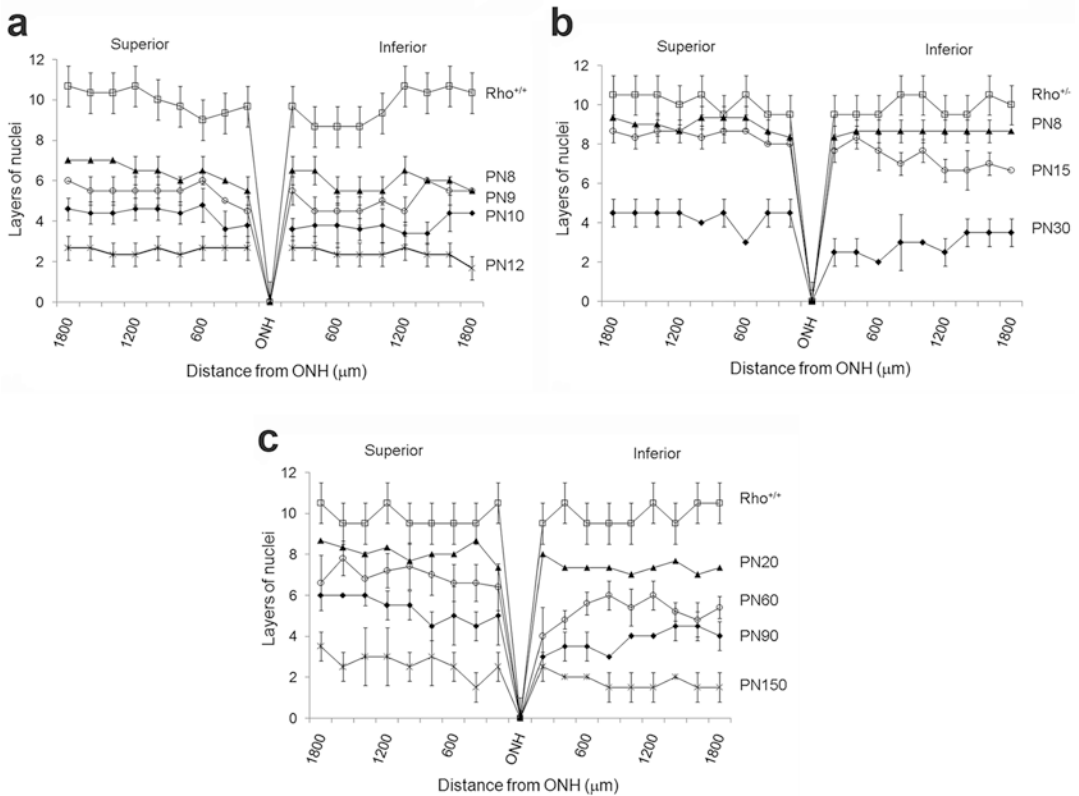 a
Superior Inferior
12
10
8
6
4
2
0
Layers of nuclei
Rho+/+
PN8
PN9
PN10
PN12
1800 1200 600 ONH 600 1200 1800
Distance from ONH (μm)
b
Superior Inferior
12
10
8
6
4
2
0
Layers of nuclei
Rho+/-
PN8
PN15
PN30
1800 1200 600 ONH 600 1200 1800
Distance from ONH (μm)
c
Superior Inferior
12
10
8
6
4
2
0
Layers of nuclei
Rho+/+
PN20
PN60
PN90
PN150
1800 1200 600 ONH 600 1200 1800
Distance from ONH (μm)